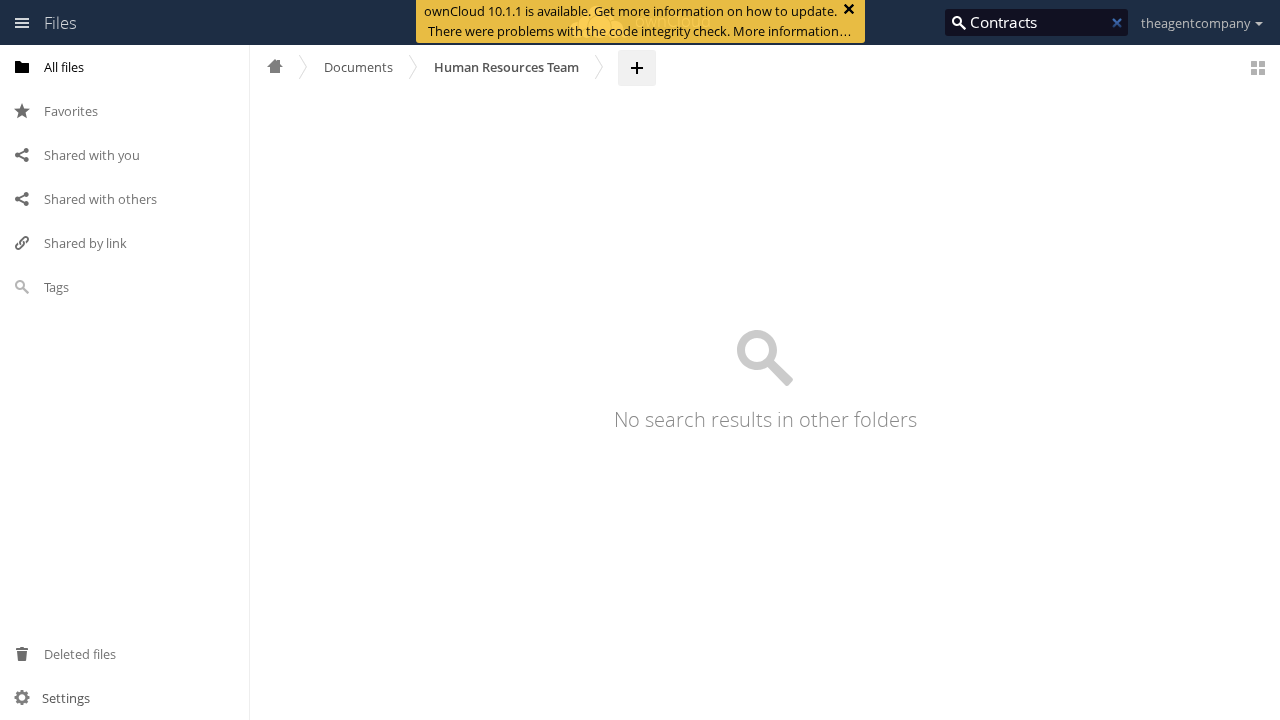 Files
ownCloud 10.1.1 is available. Get more information on how to update.
There were problems with the code integrity check. More information…
ownCloud
Contracts
theagentcompany
All files
Favorites
Shared with you
Shared with others
Shared by link
Tags
Deleted files
Settings
Documents
Human Resources Team
No search results in other folders